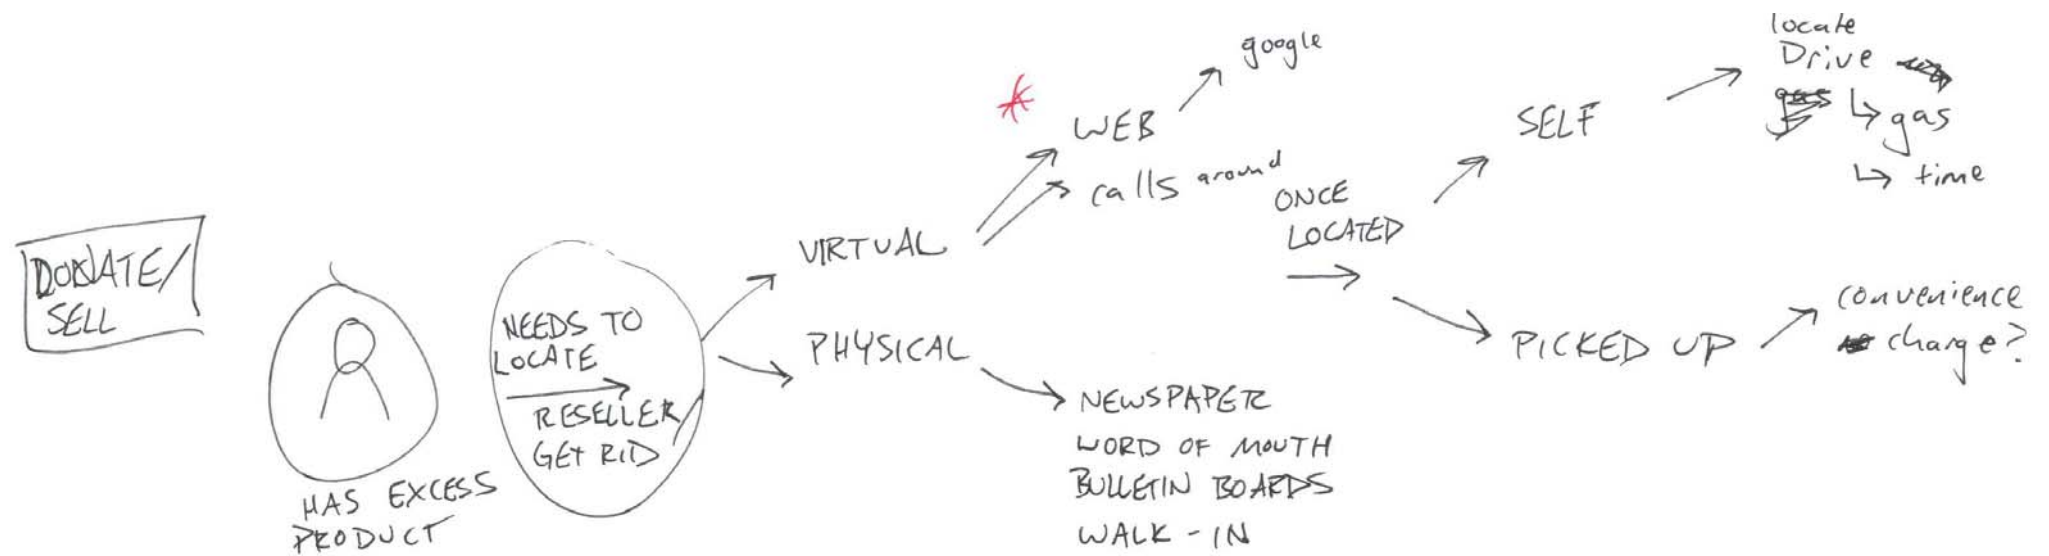 DONATE/
SELL
HAS EXCESS
PRODUCT
NEEDS TO
LOCATE
RESELLER
GET RID
VIRTUAL
PHYSICAL
WEB
google
calls around
NEWSPAPER
WORD OF MOUTH
BULLETIN BOARDS
WALK-IN
ONCE
LOCATED
SELF
locate
Drive
gas
gas
time
PICKED UP
convenience
charge?